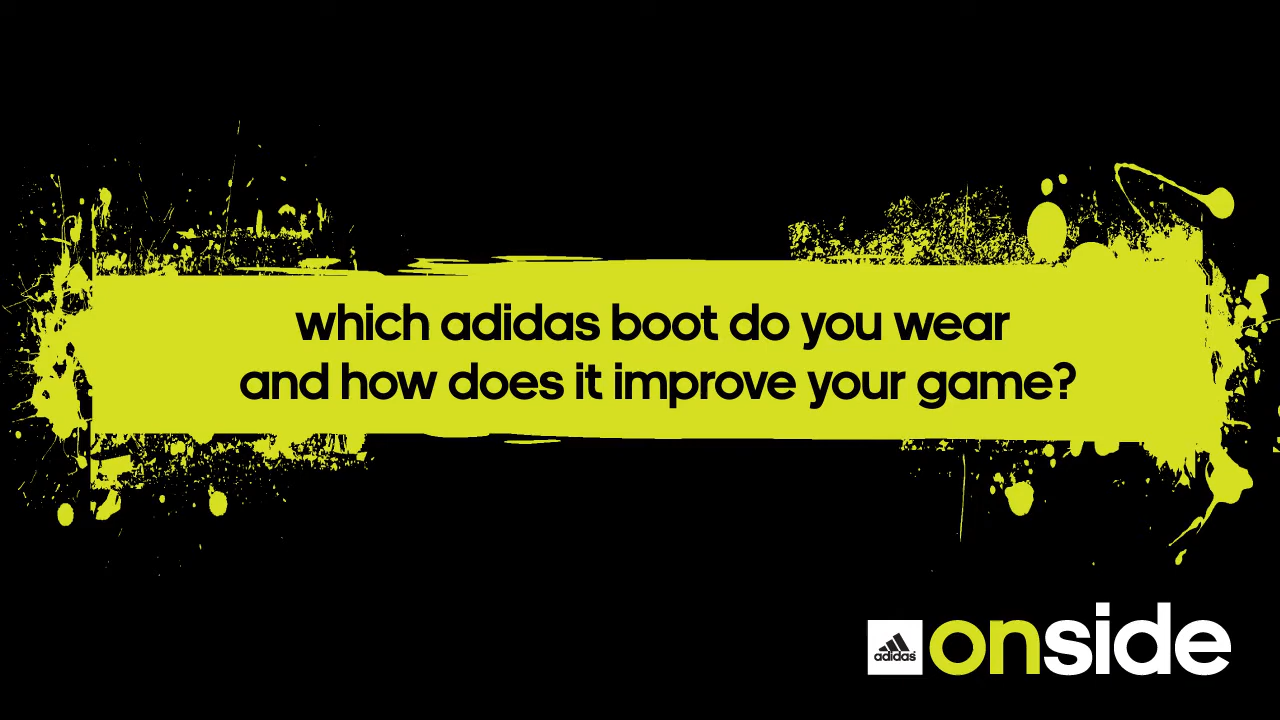 which adidas boot do you wear
and how does it improve your game?
adidas
onside